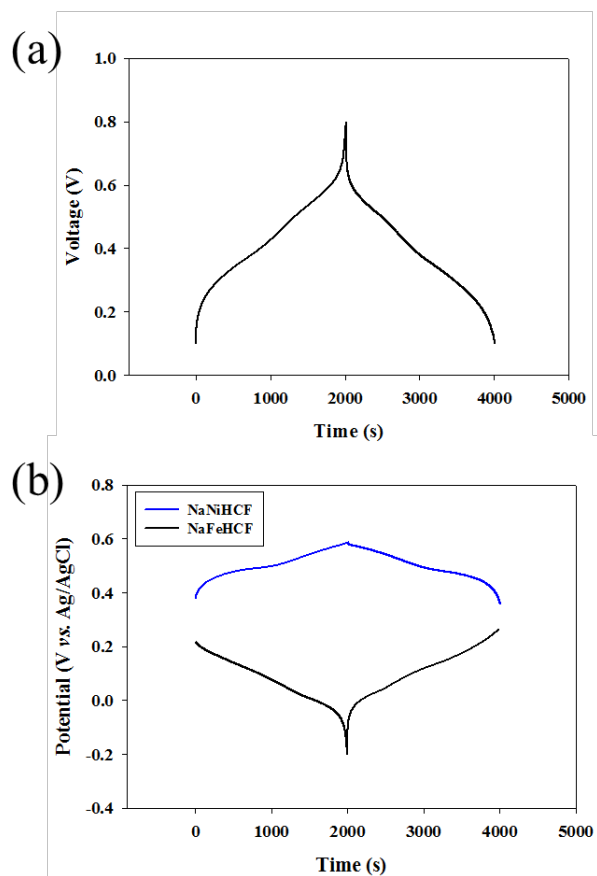 (a)
1.0
0.8
0.6
0.4
0.2
0.0
Voltage (V)
0 1000 2000 3000 4000 5000
Time (s)
(b)
0.8
0.6
0.4
0.2
0.0
-0.2
-0.4
Potential (V vs. Ag/AgCl)
NaNiHCF
NaFeHCF
0 1000 2000 3000 4000 5000
Time (s)